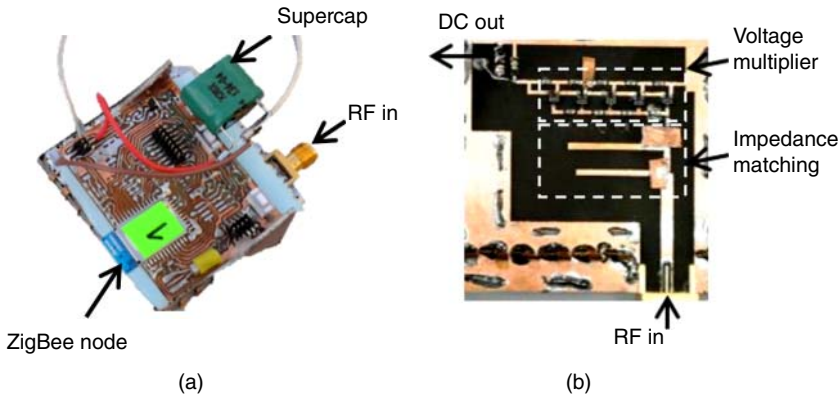 Supercap
RF in
ZigBee node
(a)
DC out
Voltage
multiplier
Impedance
matching
RF in
(b)